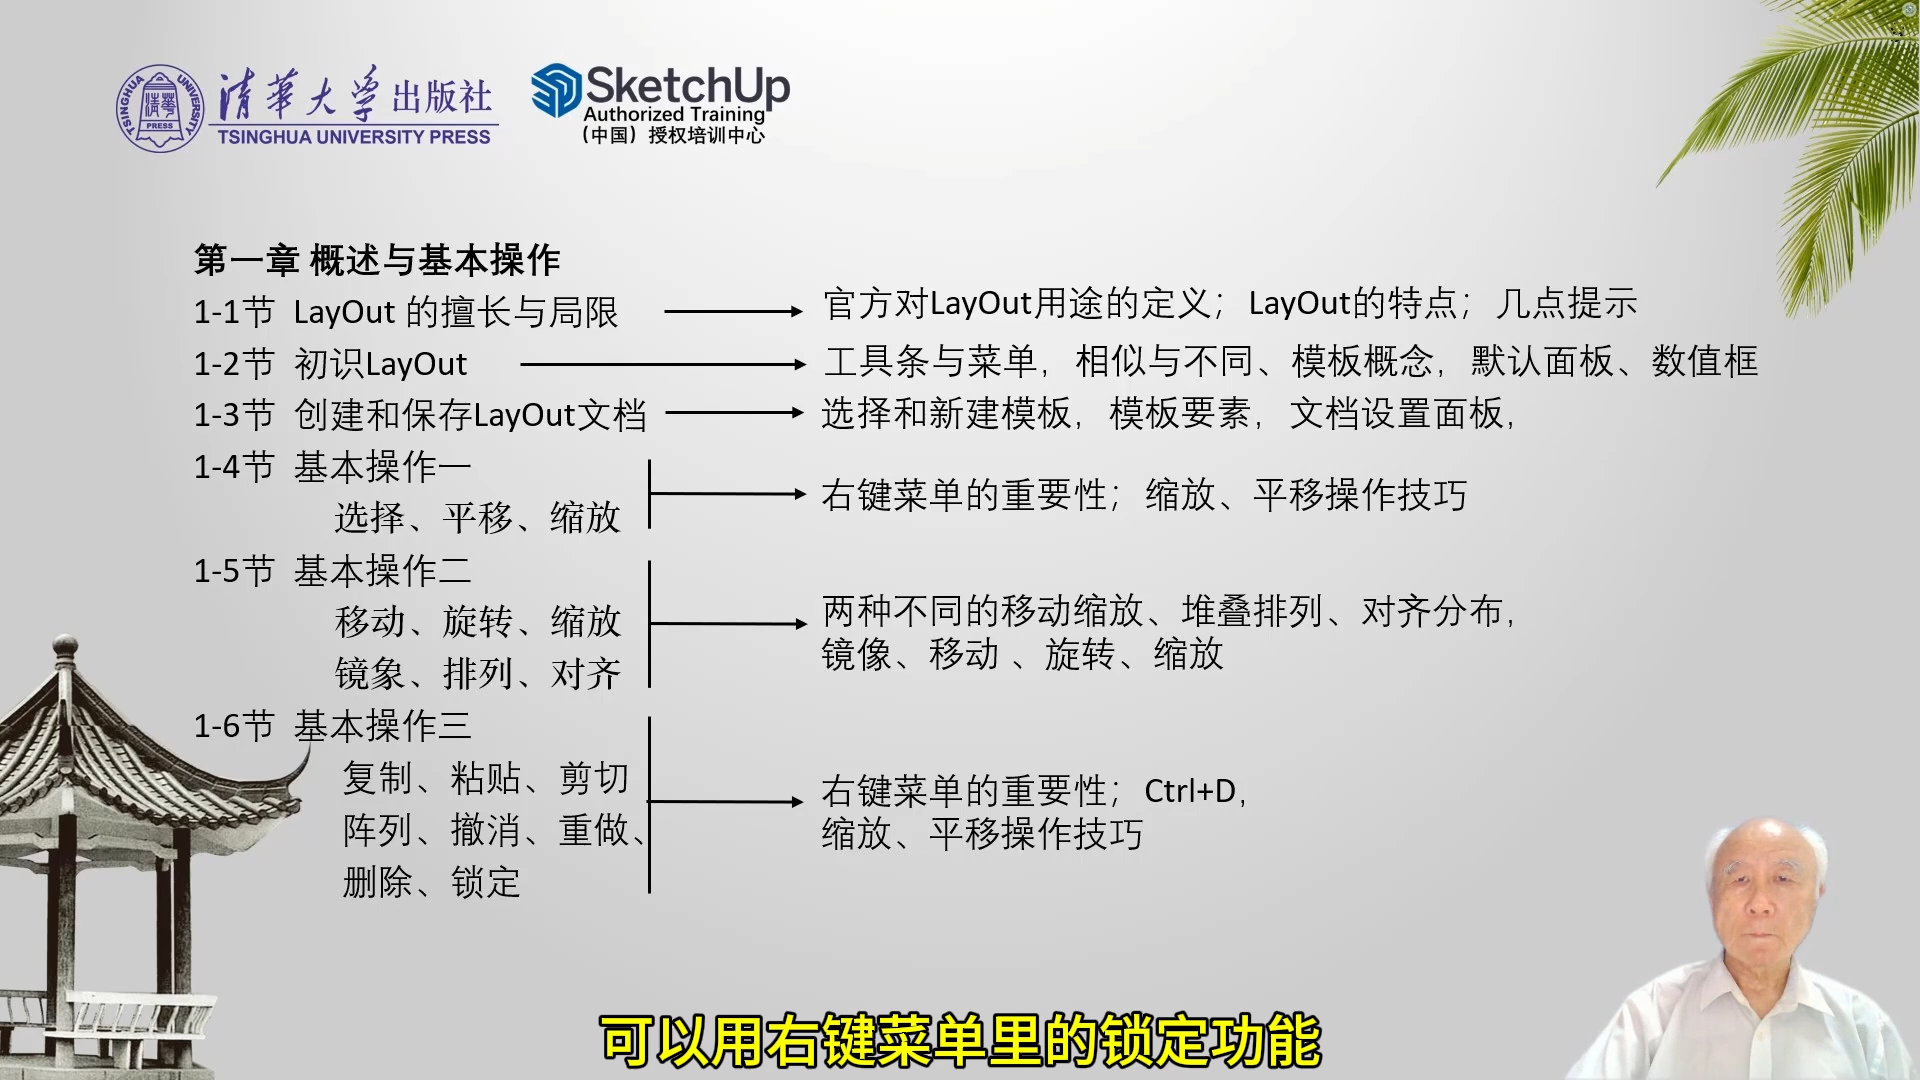 清華大学出版社
TSINGHUA UNIVERSITY PRESS
TSINGHUA UNIVERSITY
PRESS
SketchUp
Authorized Training
（中国）授权培训中心
第一章 概述与基本操作
1-1节 LayOut 的擅长与局限
官方对LayOut用途的定义；LayOut的特点；几点提示
1-2节 初识LayOut
工具条与菜单，相似与不同、模板概念，默认面板、数值框
1-3节 创建和保存LayOut文档
选择和新建模板，模板要素，文档设置面板，
1-4节 基本操作一
选择、平移、缩放
右键菜单的重要性；缩放、平移操作技巧
1-5节 基本操作二
移动、旋转、缩放
镜象、排列、对齐
两种不同的移动缩放、堆叠排列、对齐分布，
镜像、移动 、旋转、缩放
1-6节 基本操作三
复制、粘贴、剪切
阵列、撤消、重做、
删除、锁定
右键菜单的重要性；Ctrl+D，
缩放、平移操作技巧
可以用右键菜单里的锁定功能